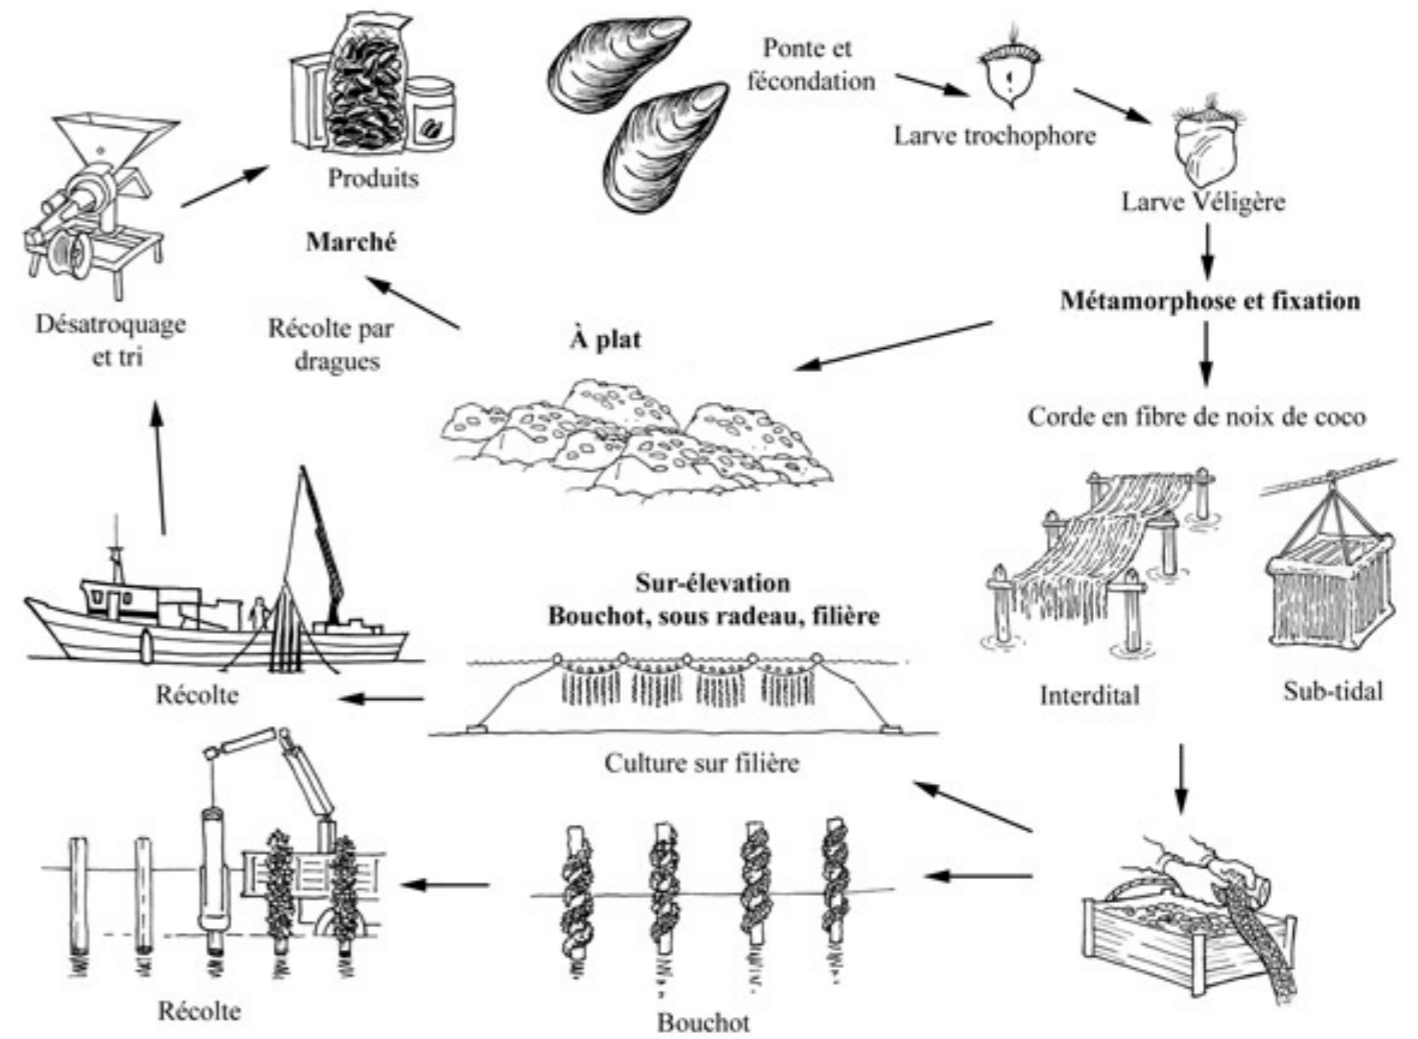 Ponte et
fécondation
Larve trochophore
Larve Véligère
Métamorphose et fixation
Corde en fibre de noix de coco
Interdital
Sub-tidal
Produits
Marché
Désatroquage
et tri
Récolte par
dragues
À plat
Sur-élevation
Bouchot, sous radeau, filière
Culture sur filière
Récolte
Bouchot
Récolte